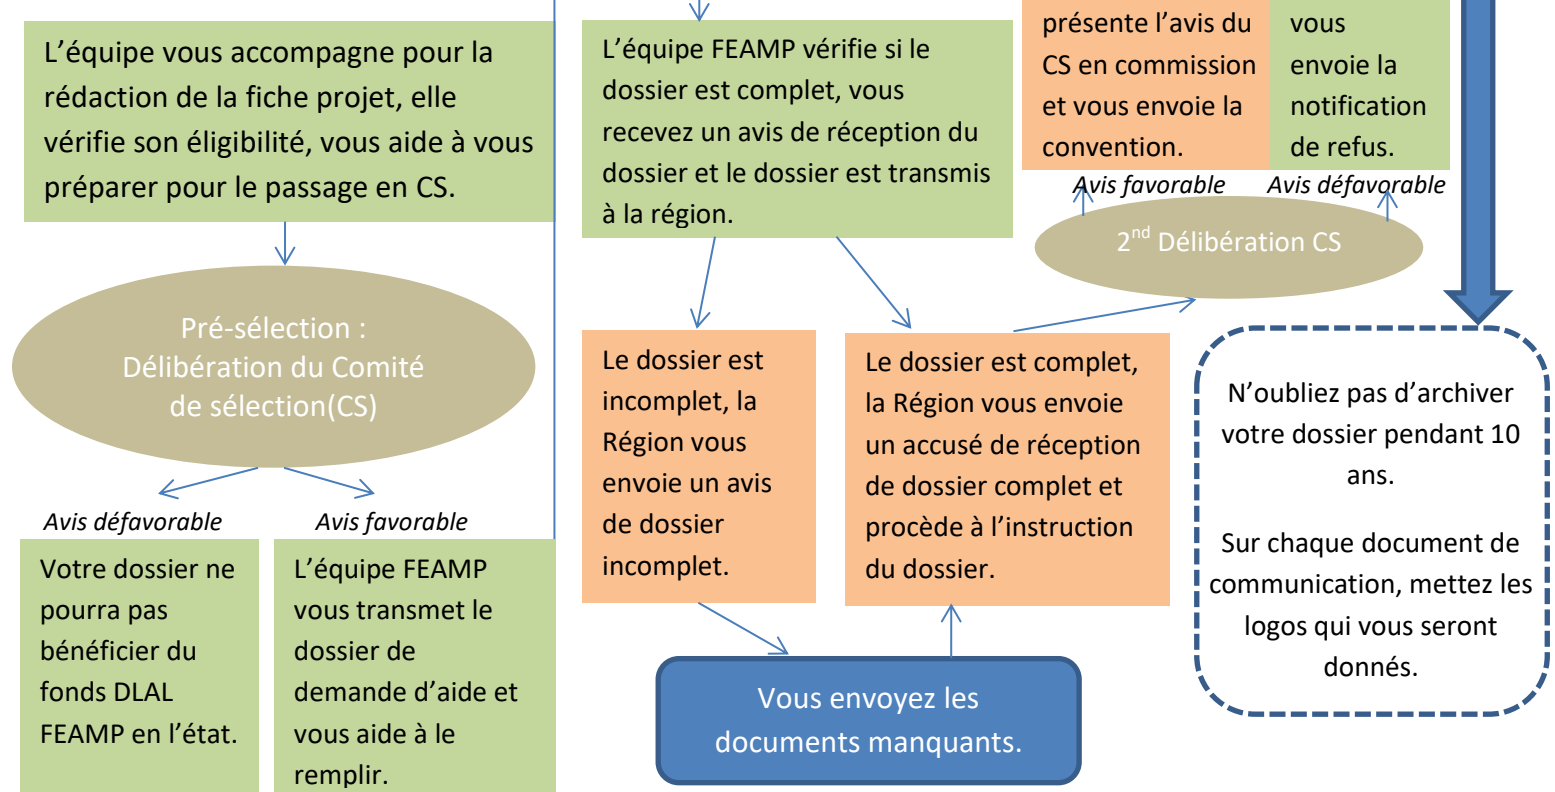 L’équipe vous accompagne pour la
rédaction de la fiche projet, elle
vérifie son éligibilité, vous aide à vous
préparer pour le passage en CS.
Pré-sélection :
Délibération du Comité
de sélection(CS)
Avis défavorable
Avis favorable
Votre dossier ne
pourra pas
bénéficier du
fonds DLAL
FEAMP en l’état.
L’équipe FEAMP
vous transmet le
dossier de
demande d’aide et
vous aide à le
remplir.
L’équipe FEAMP vérifie si le
dossier est complet, vous
recevez un avis de réception du
dossier et le dossier est transmis
à la région.
Le dossier est
incomplet, la
Région vous
envoie un avis
de dossier
incomplet.
Le dossier est complet,
la Région vous envoie
un accusé de réception
de dossier complet et
procède à l’instruction
du dossier.
Vous envoyez les
documents manquants.
présente l’avis du
CS en commission
et vous envoie la
convention.
vous
envoie la
notification
de refus.
Avis favorable
Avis défavorable
2nd Délibération CS
N’oubliez pas d’archiver
votre dossier pendant 10
ans.
Sur chaque document de
communication, mettez les
logos qui vous seront
donnés.